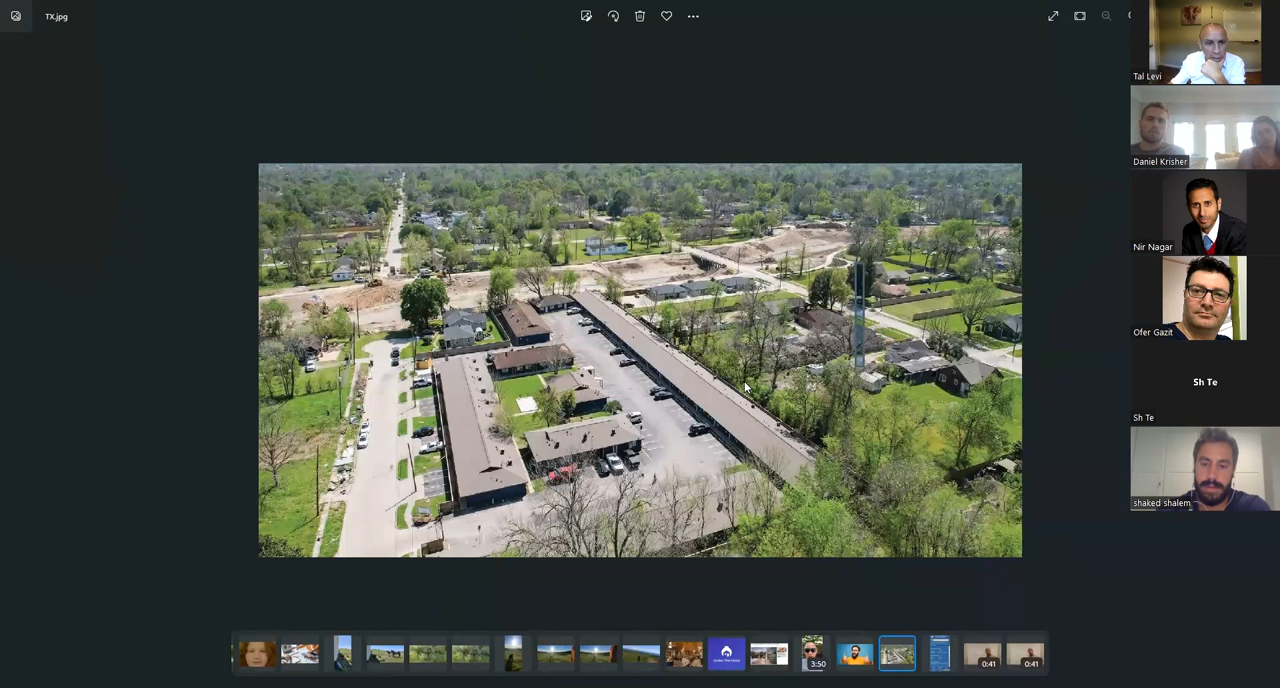 TX.jpg
Tal Levi
Daniel Krisher
Nir Nagar
Ofer Gazit
Sh Te
Sh Te
shaked shalem
3:50
0:41
0:41